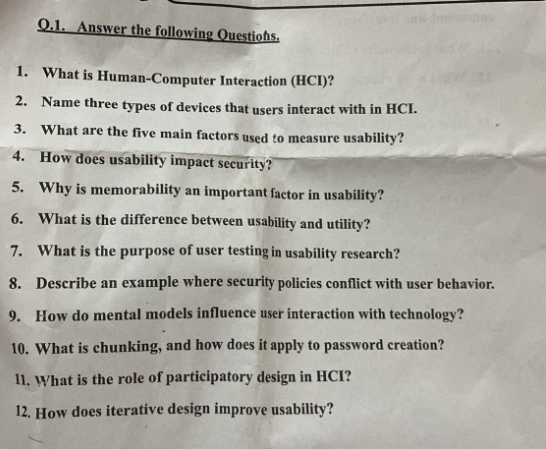 Q.1. Answer the following Questions.
1. What is Human-Computer Interaction (HCI)?
2. Name three types of devices that users interact with in HCI.
3. What are the five main factors used to measure usability?
4. How does usability impact security?
5. Why is memorability an important factor in usability?
6. What is the difference between usability and utility?
7. What is the purpose of user testing in usability research?
8. Describe an example where security policies conflict with user behavior.
9. How do mental models influence user interaction with technology?
10. What is chunking, and how does it apply to password creation?
11. What is the role of participatory design in HCI?
12. How does iterative design improve usability?